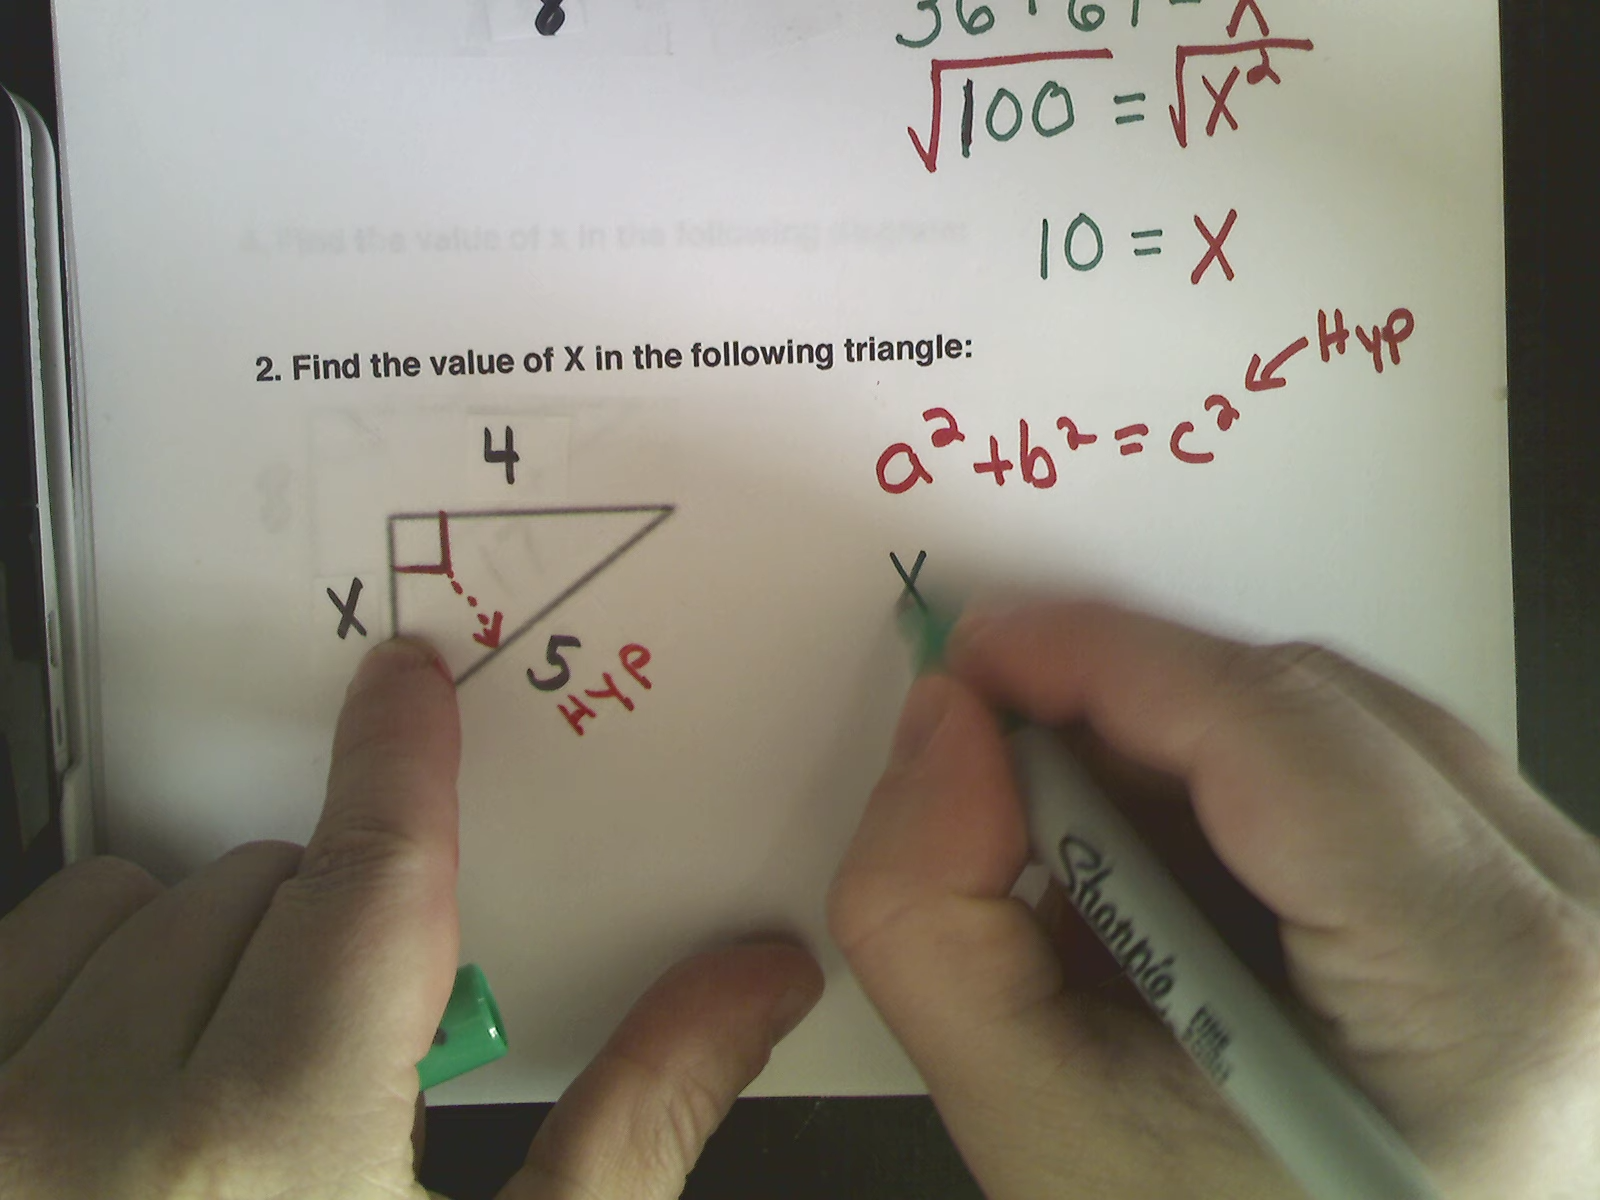 8
√100 = √x²
10 = X
2. Find the value of X in the following triangle:
Hyp
a² + b² = c²
4
X
X
5
HYP
Sharpie